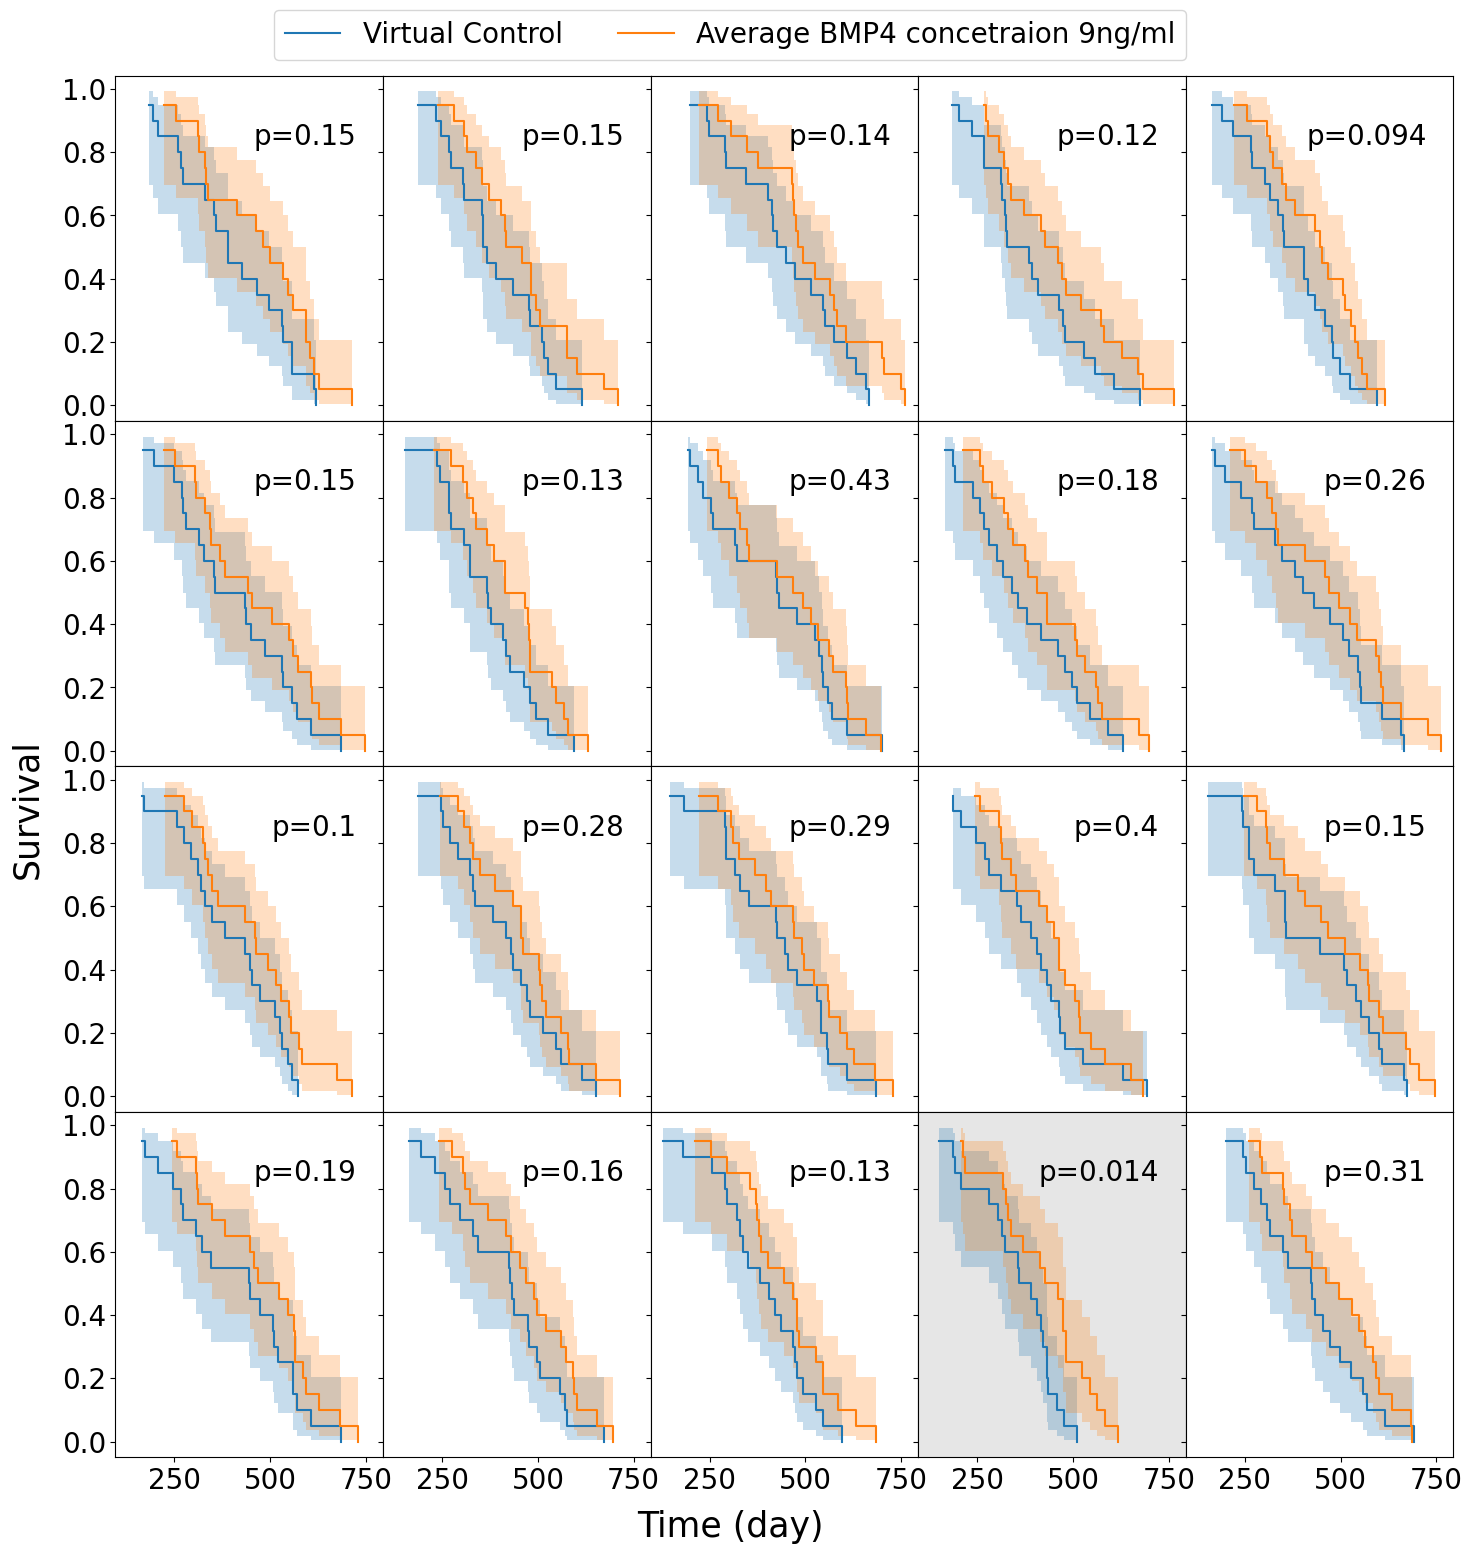 Virtual Control Average BMP4 concetraion 9ng/ml
1.0 p=0.15 p=0.15 p=0.14 p=0.12 p=0.094
0.8
0.6
0.4
0.2
0.0
1.0 p=0.15 p=0.13 p=0.43 p=0.18 p=0.26
0.8
0.6
0.4
0.2
0.0
Survival
1.0 p=0.1 p=0.28 p=0.29 p=0.4 p=0.15
0.8
0.6
0.4
0.2
0.0
1.0 p=0.19 p=0.16 p=0.13 p=0.014 p=0.31
0.8
0.6
0.4
0.2
0.0
250 500 750 250 500 750 250 500 750 250 500 750 250 500 750
Time (day)